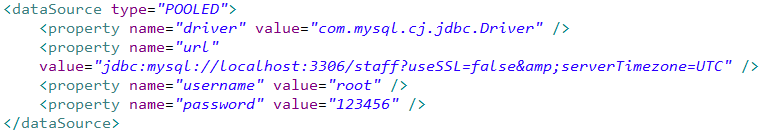 <dataSource type="POOLED">
<property name="driver" value="com.mysql.cj.jdbc.Driver" />
<property name="url"
value="jdbc:mysql://localhost:3306/staff?useSSL=false&amp;serverTimezone=UTC" />
<property name="username" value="root" />
<property name="password" value="123456" />
</dataSource>